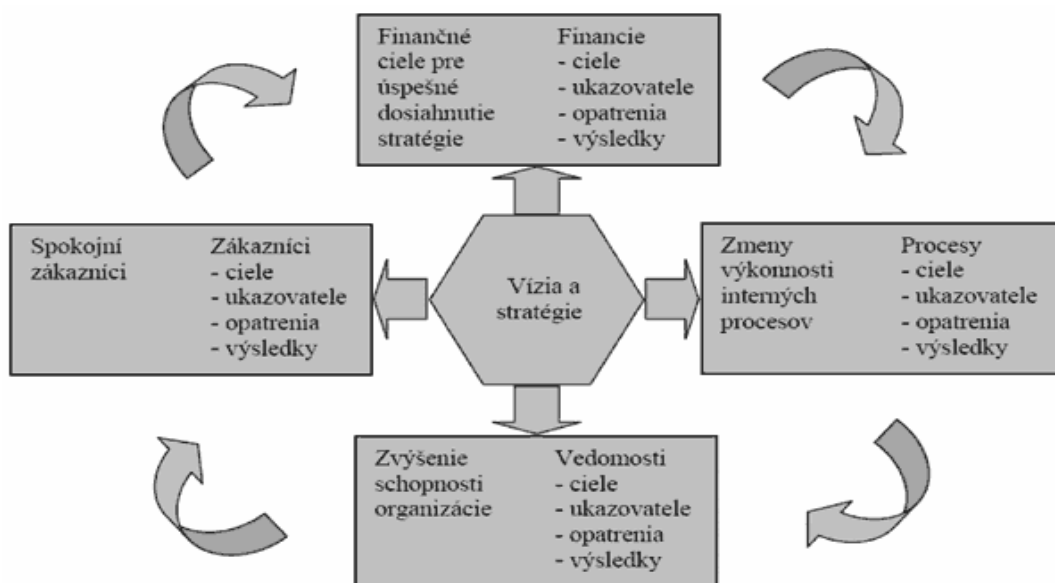 Finančné
ciele pre
úspešné
dosiahnutie
stratégie
Financie
- ciele
- ukazovatele
- opatrenia
- výsledky
Spokojní
zákazníci
Zákazníci
- ciele
- ukazovatele
- opatrenia
- výsledky
Vízia a
stratégie
Zmeny
výkonnosti
interných
procesov
Procesy
- ciele
- ukazovatele
- opatrenia
- výsledky
Zvýšenie
schopnosti
organizácie
Vedomosti
- ciele
- ukazovatele
- opatrenia
- výsledky